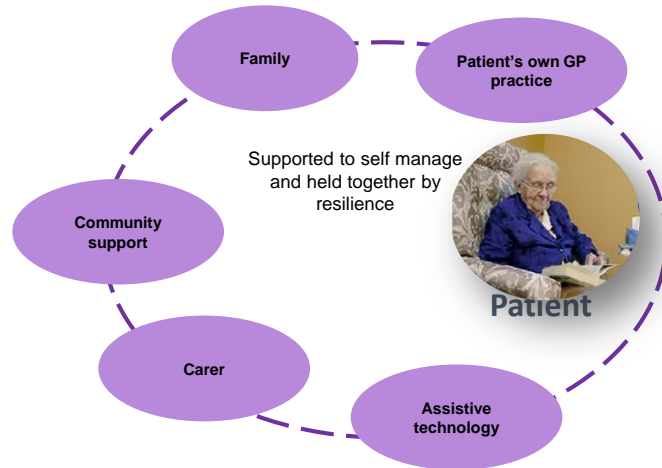 Family
Patient's own GP
practice
Supported to self manage
and held together by
resilience
Community
support
Patient
Carer
Assistive
technology